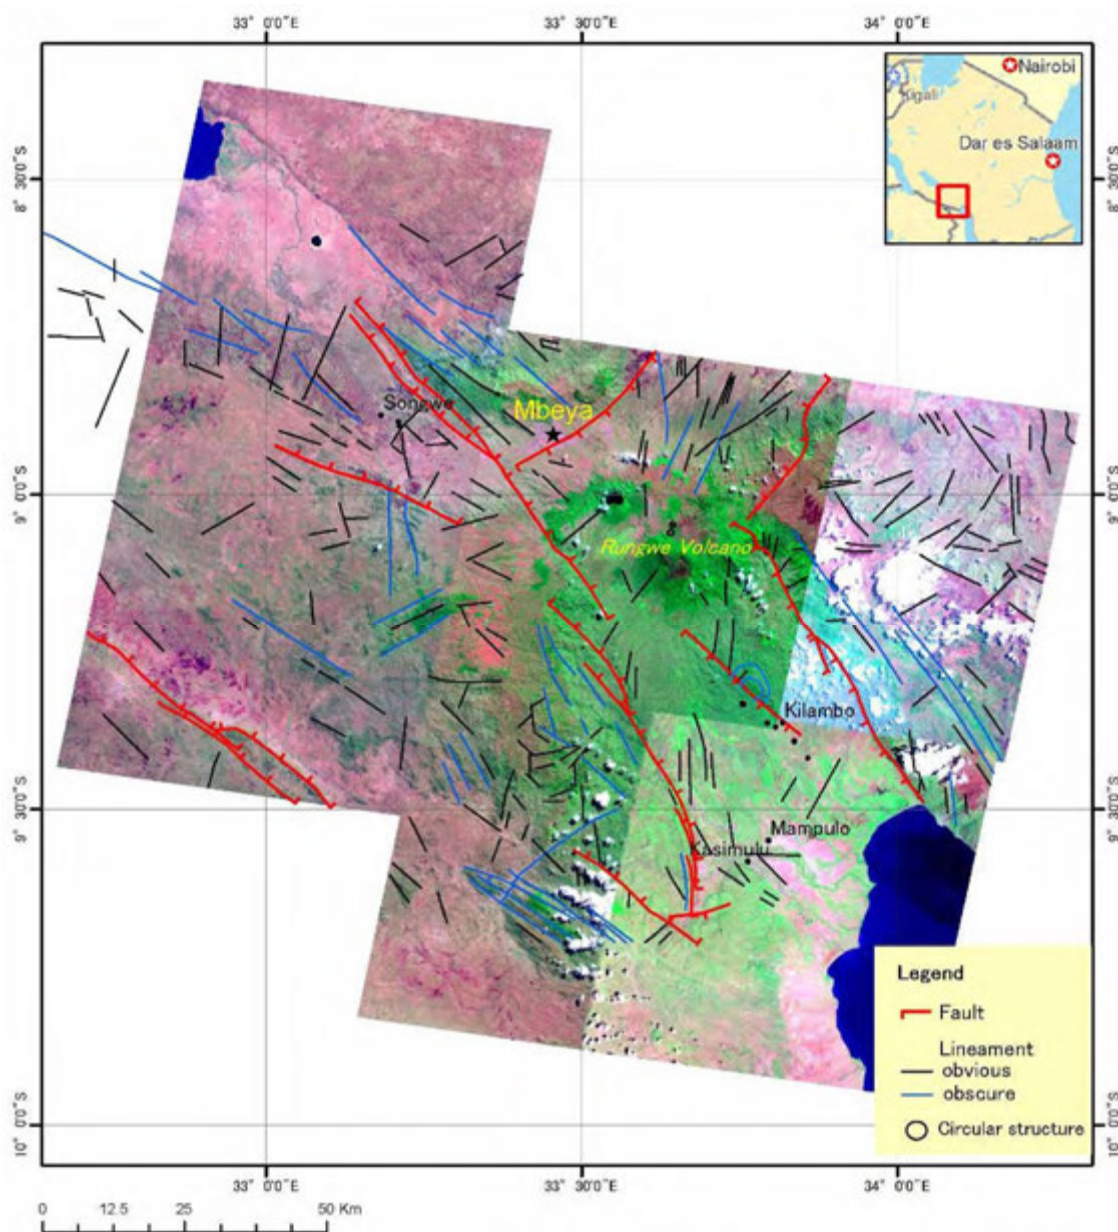 33° 0'0"E
33° 30'0"E
34° 0'0"E
8° 30'0"S
8° 30'0"S
Nairobi
Kigali
Dar es Salaam
Songwe
Mbeya
9° 0'0"S
9° 0'0"S
Rungwe Volcano
Kilambo
9° 30'0"S
9° 30'0"S
Mampulo
Kasimulu
Legend
Fault
Lineament
obvious
obscure
Circular structure
10° 0'0"S
10° 0'0"S
33° 0'0"E
33° 30'0"E
34° 0'0"E
0 12.5 25 50 Km